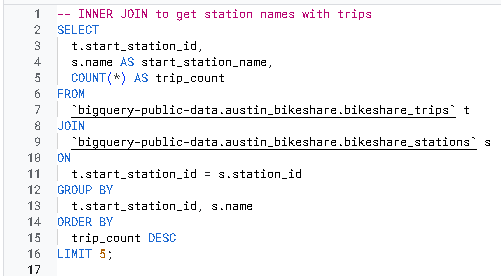 1 -- INNER JOIN to get station names with trips
2 SELECT
3 t.start_station_id,
4 s.name AS start_station_name,
5 COUNT(*) AS trip_count
6 FROM
7 `bigquery-public-data.austin_bikeshare.bikeshare_trips` t
8 JOIN
9 `bigquery-public-data.austin_bikeshare.bikeshare_stations` s
10 ON
11 t.start_station_id = s.station_id
12 GROUP BY
13 t.start_station_id, s.name
14 ORDER BY
15 trip_count DESC
16 LIMIT 5;
17